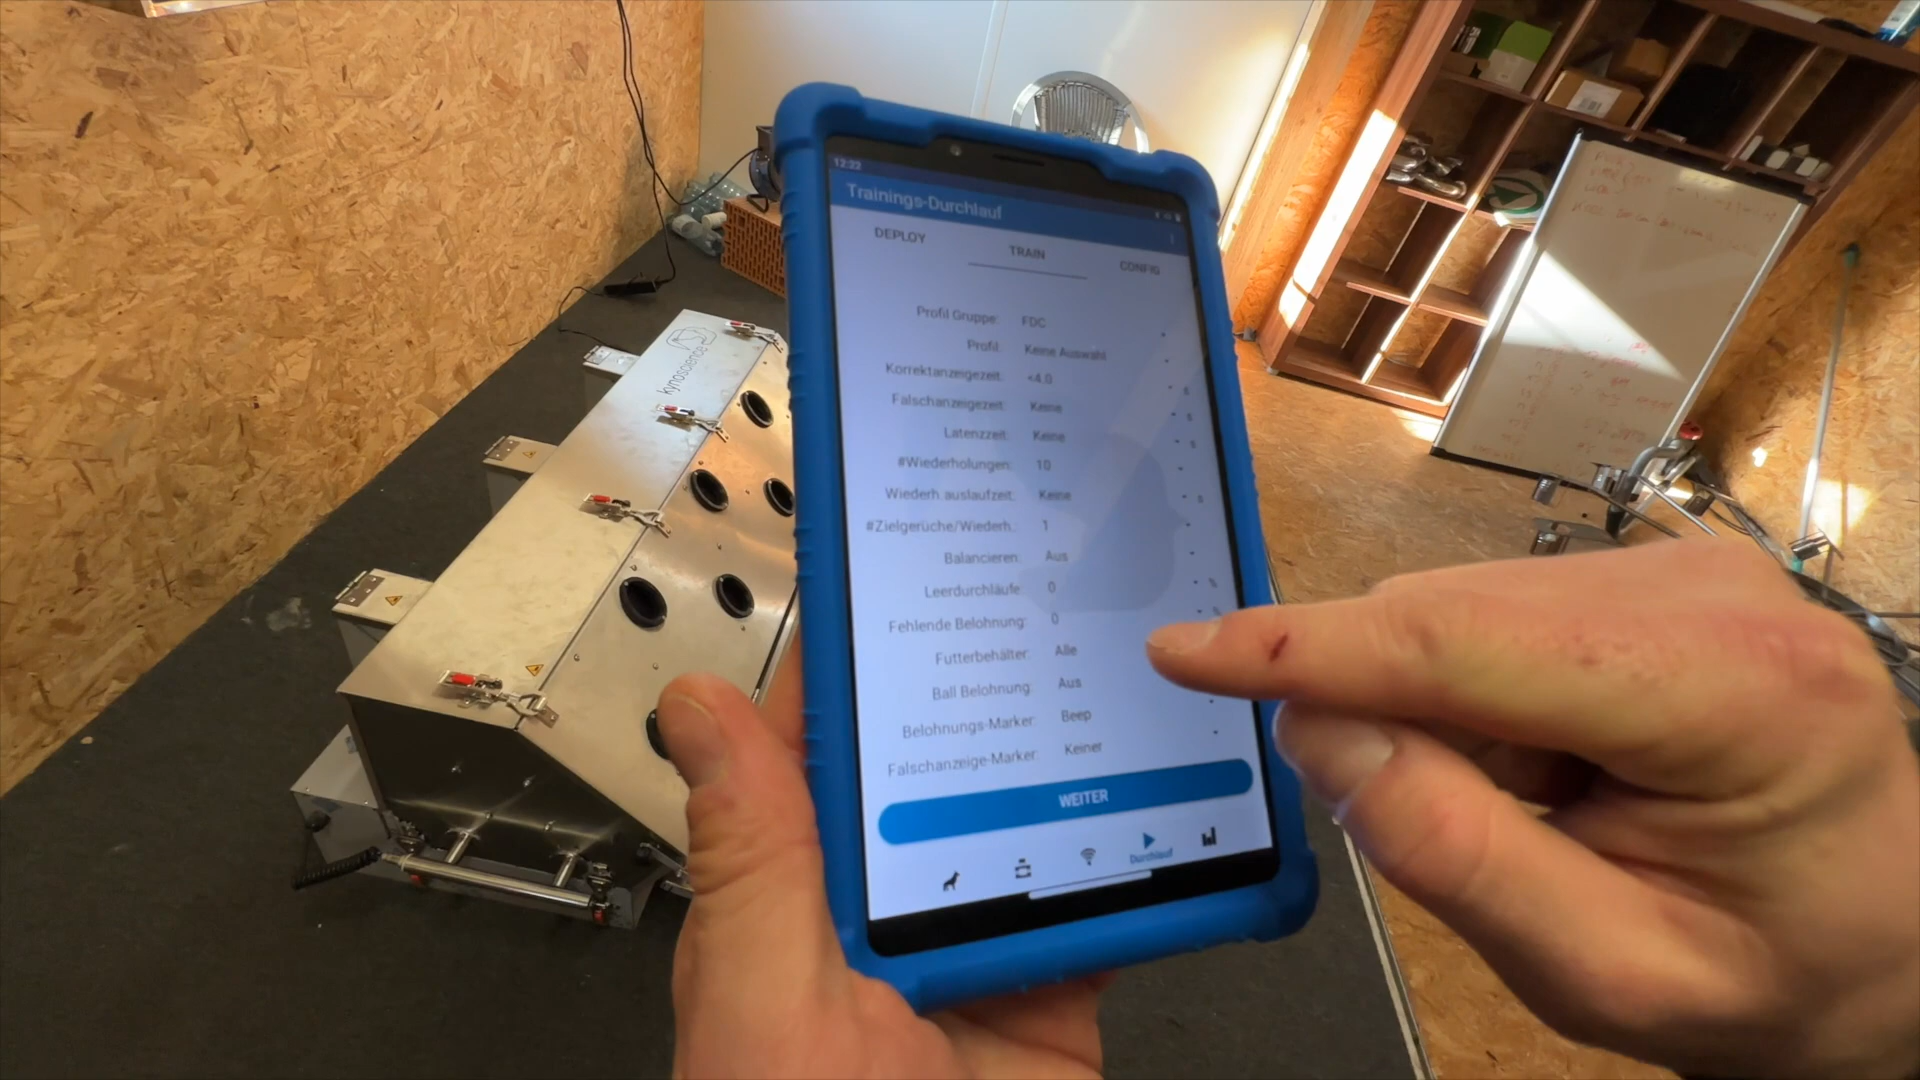 12:22
Trainings-Durchlauf
DEPLOY TRAIN CONFIG
Profil Gruppe: FDC
Profil: Keine Auswahl
Korrektanzeigezeit: <4.0 s
Falschanzeigezeit: Keine s
Latenzzeit: Keine s
#Wiederholungen: 10
Wiederh.auslaufzeit: Keine s
#Zielgerüche/Wiederh.: 1
Balancieren: Aus
Leerdurchläufe: 0 %
Fehlende Belohnung: 0 %
Futterbehälter: Alle
Ball Belohnung: Aus
Belohnungs-Marker: Beep
Falschanzeige-Marker: Keiner
WEITER
Durchlauf
kynoscience